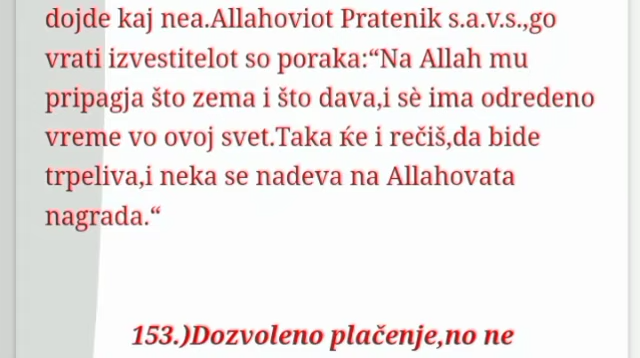 dojde kaj nea.Allahoviot Pratenik s.a.v.s.,go
vrati izvestitelot so poraka:“Na Allah mu
pripagja što zema i što dava,i sè ima odredeno
vreme vo ovoj svet.Taka ḱe i rečiš,da bide
trpeliva,i neka se nadeva na Allahovata
nagrada.“
153.)Dozvoleno plačenje,no ne